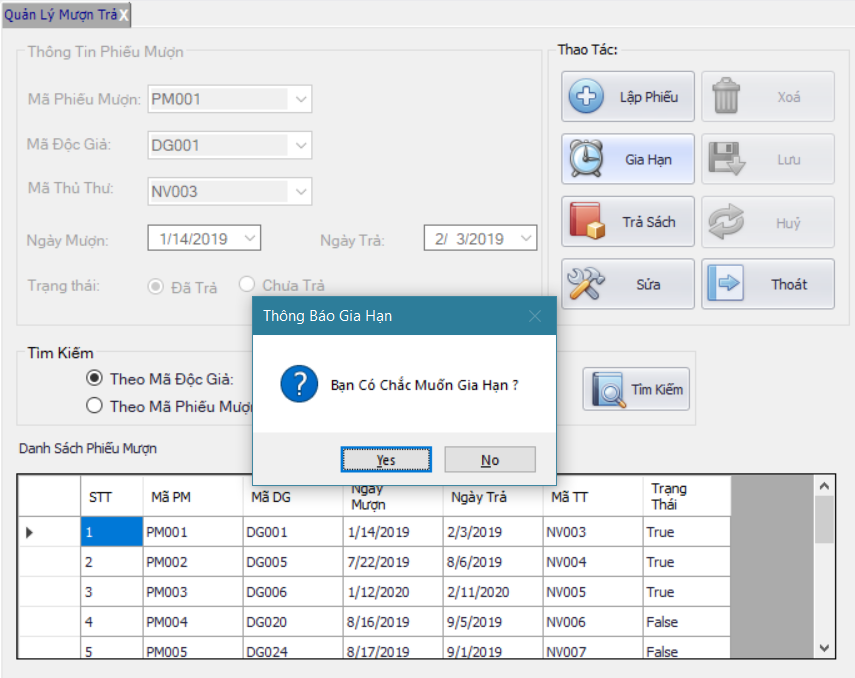 Quản Lý Mượn Trả X
Thông Tin Phiếu Mượn
Mã Phiếu Mượn: PM001
Mã Độc Giả: DG001
Mã Thủ Thư: NV003
Ngày Mượn: 1/14/2019 Ngày Trả: 2/ 3/2019
Trạng thái: Đã Trả Chưa Trả
Thao Tác:
Lập Phiếu Xoá
Gia Hạn Lưu
Trả Sách Huỷ
Sửa Thoát
Thông Báo Gia Hạn
Bạn Có Chắc Muốn Gia Hạn ?
Yes No
Tìm Kiếm
Theo Mã Độc Giả:
Theo Mã Phiếu Mượn
Tìm Kiếm
Danh Sách Phiếu Mượn
STT Mã PM Mã DG Ngày Mượn Ngày Trả Mã TT Trạng Thái
1 PM001 DG001 1/14/2019 2/3/2019 NV003 True
2 PM002 DG005 7/22/2019 8/6/2019 NV004 True
3 PM003 DG006 1/12/2020 2/11/2020 NV005 True
4 PM004 DG020 8/16/2019 9/5/2019 NV006 False
5 PM005 DG024 8/17/2019 9/1/2019 NV007 False